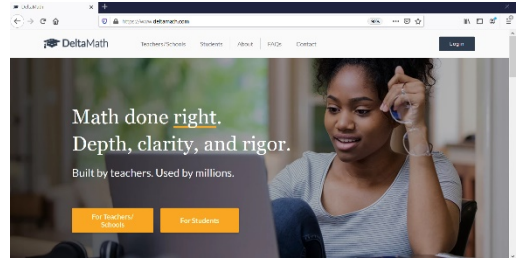 DeltaMath
https://www.deltamath.com
DeltaMath
Teachers/Schools Students About FAQs Contact
Log In
Math done right.
Depth, clarity, and rigor.
Built by teachers. Used by millions.
For Teachers/
Schools
For Students